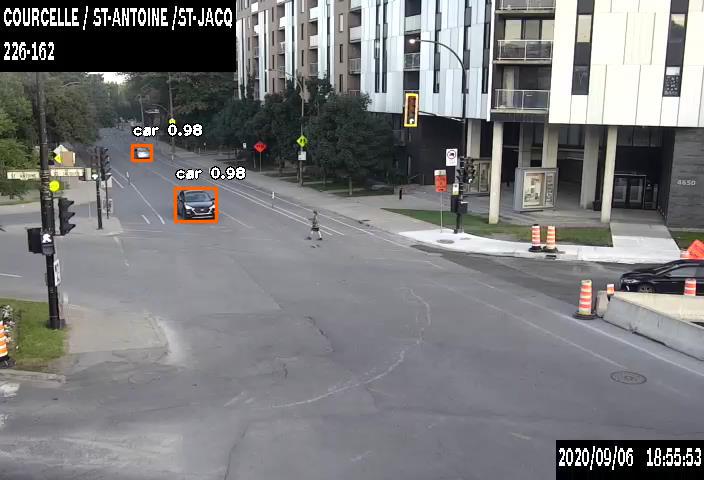 COURCELLE / ST-ANTOINE /ST-JACQ
226-162
car 0.98
car 0.98
4650
2020/09/06 18:55:53